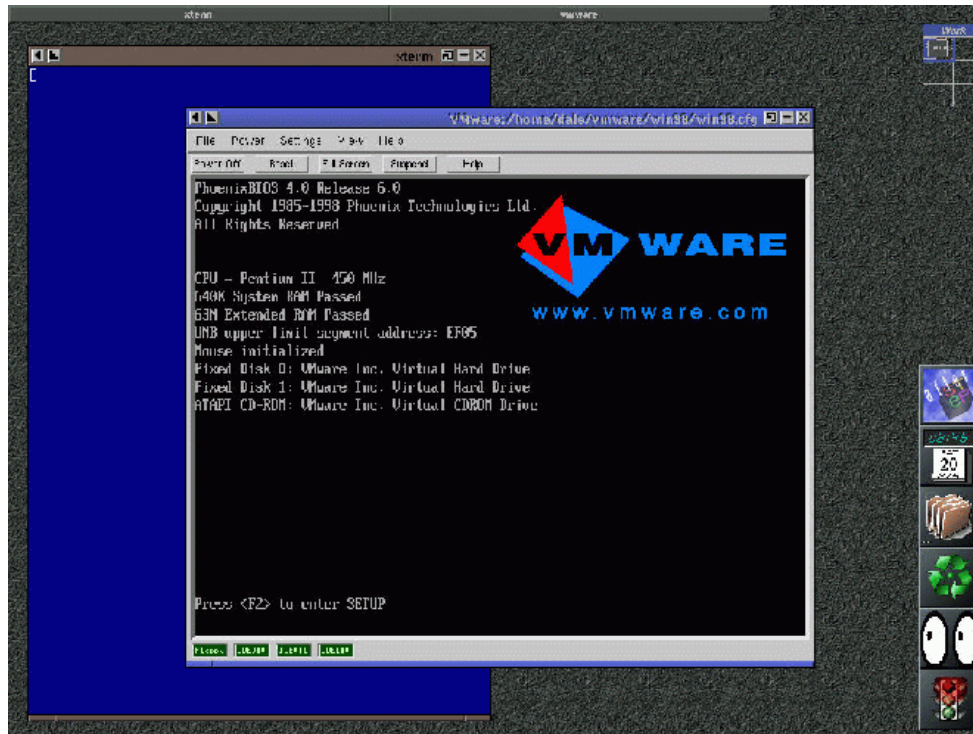 xterm
vmware
Work
xterm
VMware:/home/dale/vmware/win98/win98.cfg
File Power Settings View Help
Power Off Reset Full Screen Suspend Help
PhoenixBIOS 4.0 Release 6.0
Copyright 1985-1998 Phoenix Technologies Ltd.
All Rights Reserved
VMWARE
www.vmware.com
CPU - Pentium II 450 MHz
640K System RAM Passed
63M Extended RAM Passed
UMB upper limit segment address: EF05
Mouse initialized
Fixed Disk 0: VMware Inc. Virtual Hard Drive
Fixed Disk 1: VMware Inc. Virtual Hard Drive
ATAPI CD-ROM: VMware Inc. Virtual CDROM Drive
20
Press <F2> to enter SETUP